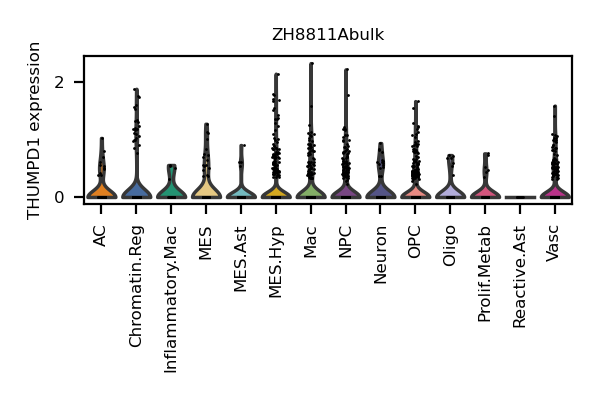 ZH8811Abulk
THUMPD1 expression
2
0
AC
Chromatin.Reg
Inflammatory.Mac
MES
MES.Ast
MES.Hyp
Mac
NPC
Neuron
OPC
Oligo
Prolif.Metab
Reactive.Ast
Vasc